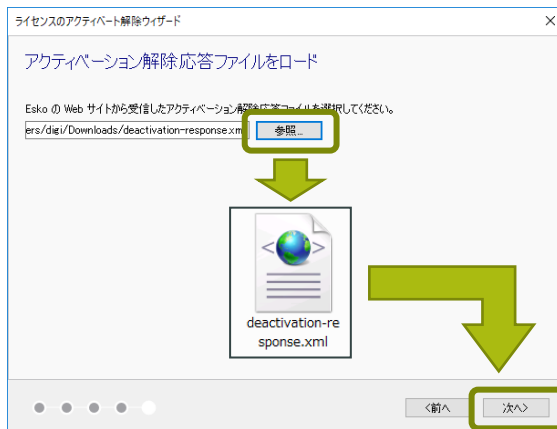 ライセンスのアクティベート解除ウィザード
アクティベーション解除応答ファイルをロード
Esko の Web サイトから受信したアクティベーション解除応答ファイルを選択してください。
ers/digi/Downloads/deactivation-response.xml
参照...
deactivation-re
sponse.xml
<前へ
次へ>